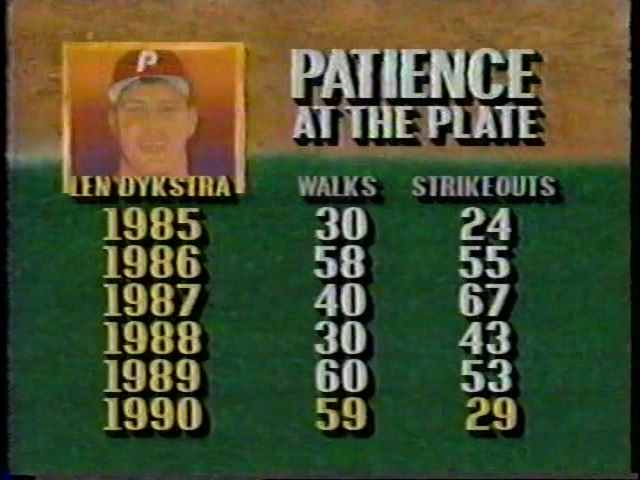 P
PATIENCE
AT THE PLATE
LEN DYKSTRA WALKS STRIKEOUTS
1985 30 24
1986 58 55
1987 40 67
1988 30 43
1989 60 53
1990 59 29